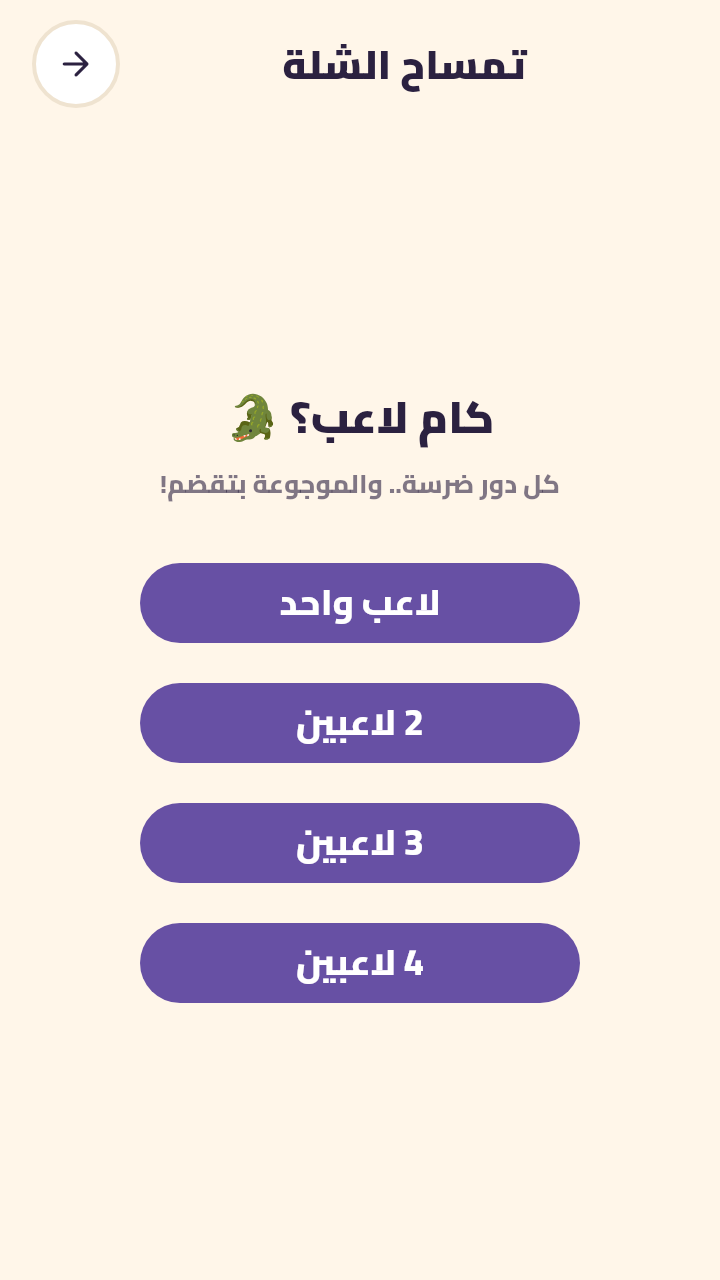 تمساح الشلة
كام لاعب؟ 🐊
كل دور ضرسة.. والموجوعة بتقضم!
لاعب واحد
2 لاعبين
3 لاعبين
4 لاعبين